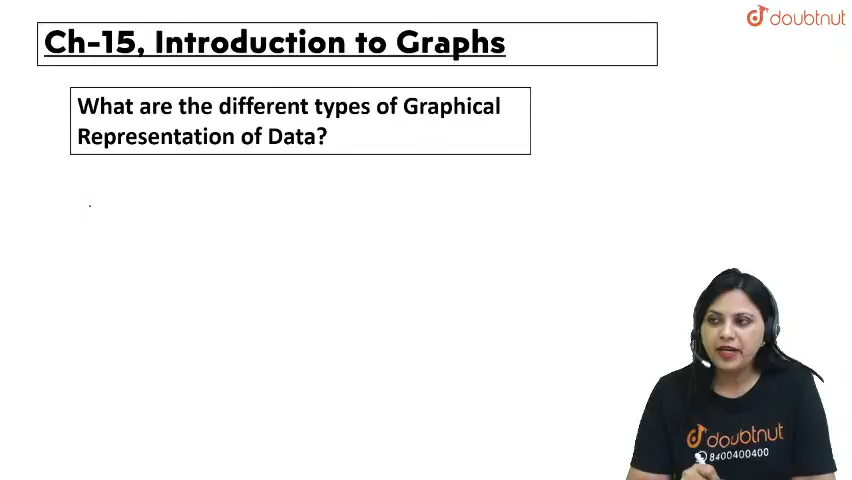 doubtnut
Ch-15, Introduction to Graphs
What are the different types of Graphical
Representation of Data?
doubtnut
8400400400